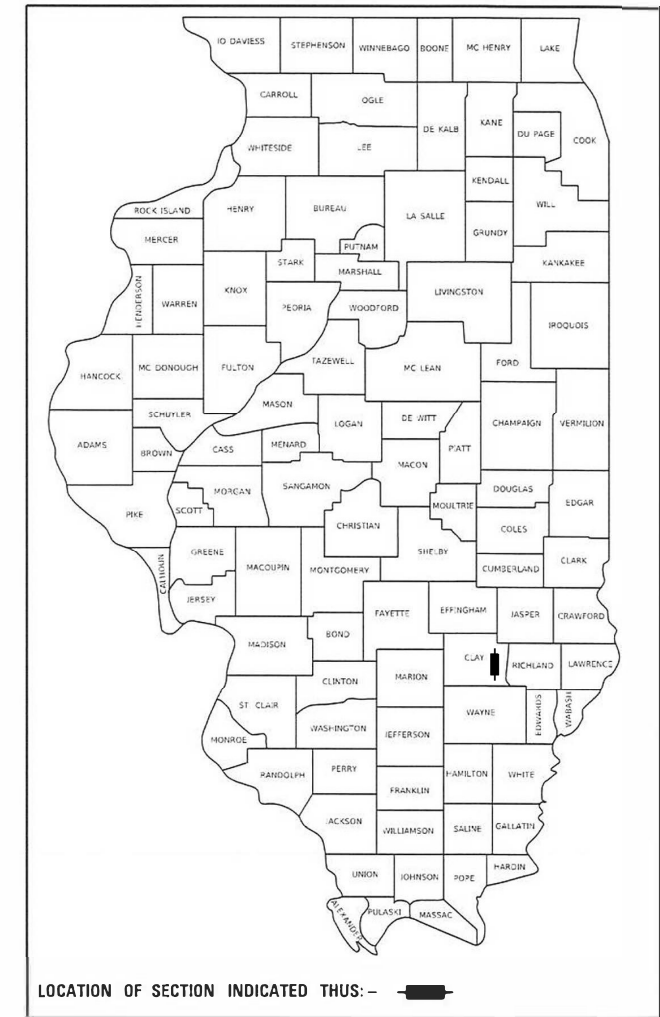 JO DAVIESS
STEPHENSON
WINNEBAGO
BOONE
MC HENRY
LAKE
CARROLL
OGLE
DE KALB
KANE
DU PAGE
COOK
WHITESIDE
LEE
KENDALL
ROCK ISLAND
HENRY
BUREAU
LA SALLE
WILL
MERCER
PUTNAM
GRUNDY
STARK
MARSHALL
KANKAKEE
HENDERSON
WARREN
KNOX
PEORIA
WOODFORD
LIVINGSTON
IROQUOIS
HANCOCK
MC DONOUGH
FULTON
TAZEWELL
MC LEAN
FORD
SCHUYLER
MASON
LOGAN
DE WITT
CHAMPAIGN
VERMILION
ADAMS
BROWN
CASS
MENARD
PIATT
MACON
PIKE
SCOTT
MORGAN
SANGAMON
MOULTRIE
DOUGLAS
EDGAR
CHRISTIAN
COLES
CALHOUN
GREENE
MACOUPIN
MONTGOMERY
SHELBY
CUMBERLAND
CLARK
JERSEY
FAYETTE
EFFINGHAM
JASPER
CRAWFORD
MADISON
BOND
CLAY
RICHLAND
LAWRENCE
CLINTON
MARION
ST. CLAIR
WASHINGTON
WAYNE
EDWARDS
WABASH
MONROE
JEFFERSON
RANDOLPH
PERRY
FRANKLIN
HAMILTON
WHITE
JACKSON
WILLIAMSON
SALINE
GALLATIN
UNION
JOHNSON
POPE
HARDIN
ALEXANDER
PULASKI
MASSAC
LOCATION OF SECTION INDICATED THUS:–